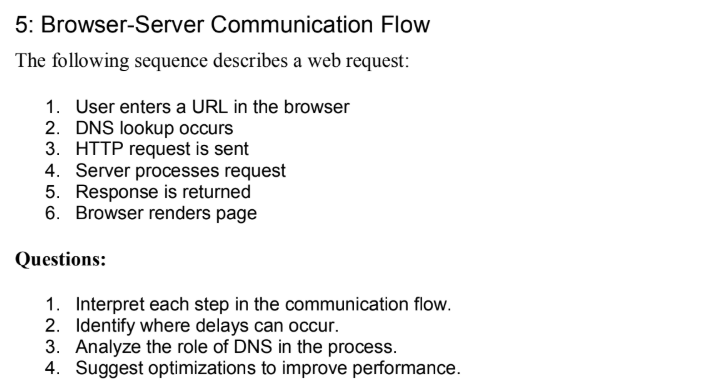 5: Browser-Server Communication Flow
The following sequence describes a web request:
1. User enters a URL in the browser
2. DNS lookup occurs
3. HTTP request is sent
4. Server processes request
5. Response is returned
6. Browser renders page
Questions:
1. Interpret each step in the communication flow.
2. Identify where delays can occur.
3. Analyze the role of DNS in the process.
4. Suggest optimizations to improve performance.